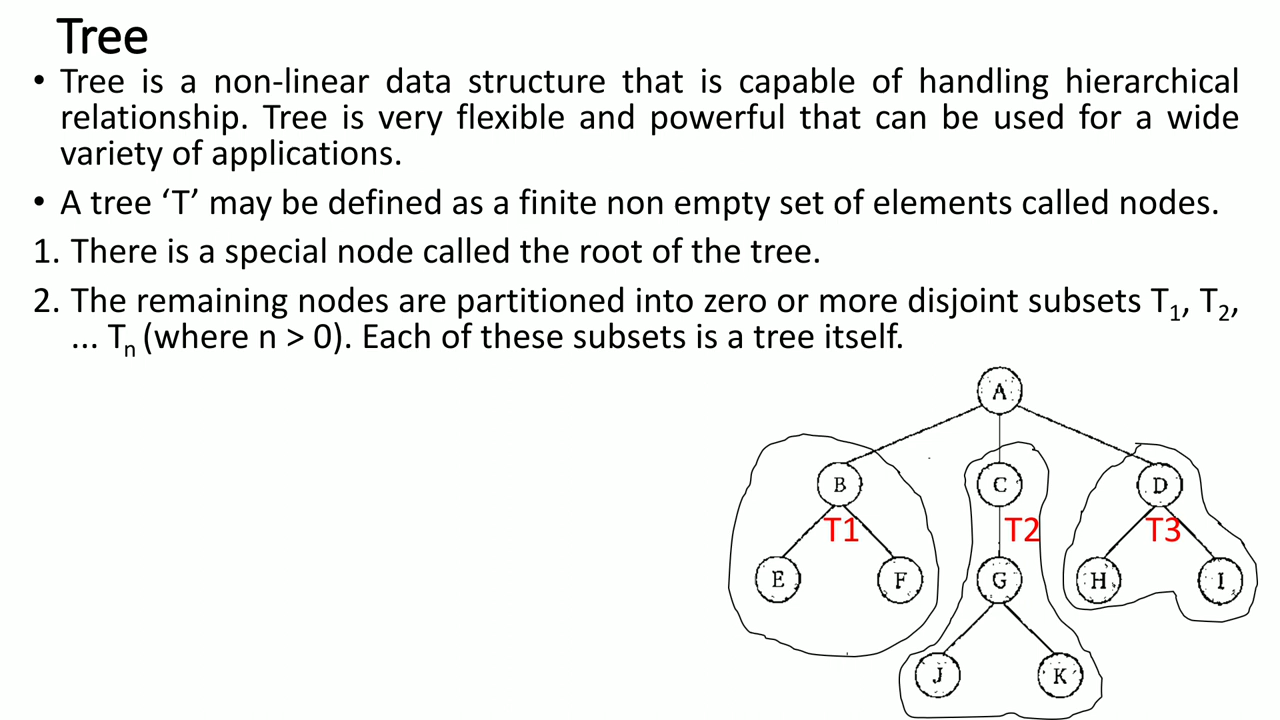 Tree
• Tree is a non-linear data structure that is capable of handling hierarchical
relationship. Tree is very flexible and powerful that can be used for a wide
variety of applications.
• A tree ‘T’ may be defined as a finite non empty set of elements called nodes.
1. There is a special node called the root of the tree.
2. The remaining nodes are partitioned into zero or more disjoint subsets T1, T2,
... Tn (where n > 0). Each of these subsets is a tree itself.
A
B C D
T1 T2 T3
E F G H I
J K